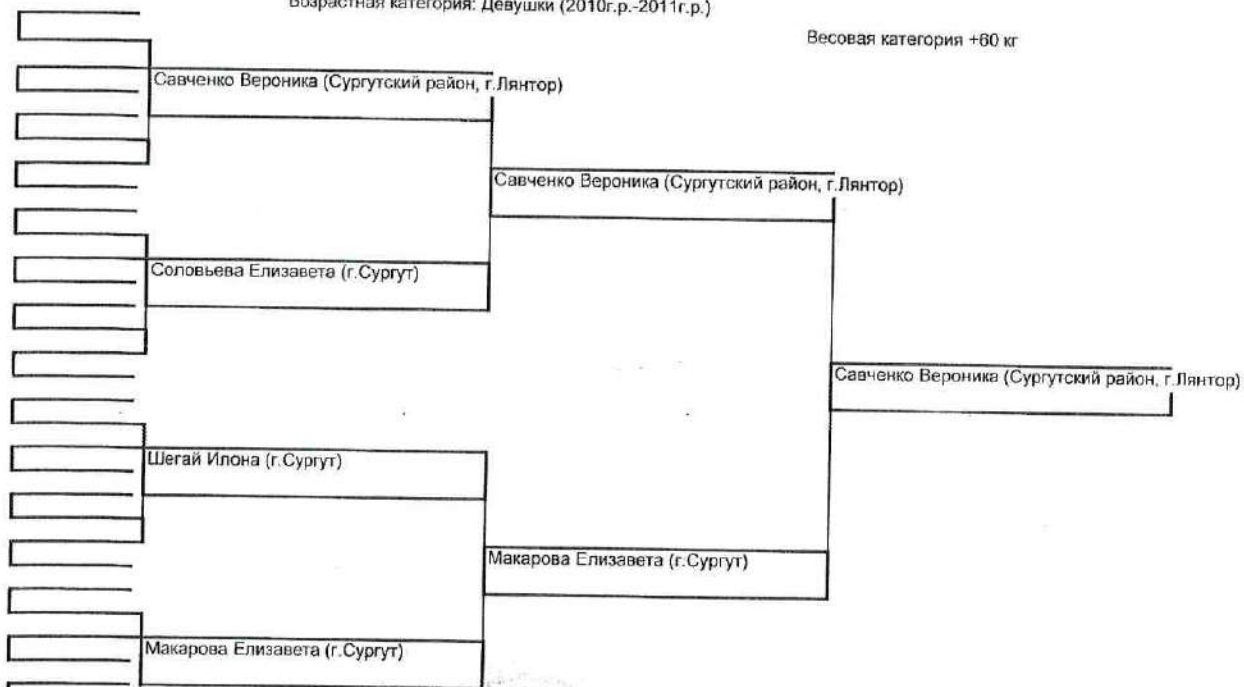 Возрастная категория: Девушки (2010г.р.-2011г.р.)
Весовая категория +60 кг
Савченко Вероника (Сургутский район, г.Лянтор)
Савченко Вероника (Сургутский район, г.Лянтор)
Соловьева Елизавета (г.Сургут)
Савченко Вероника (Сургутский район, г.Лянтор)
Шегай Илона (г.Сургут)
Макарова Елизавета (г.Сургут)
Макарова Елизавета (г.Сургут)